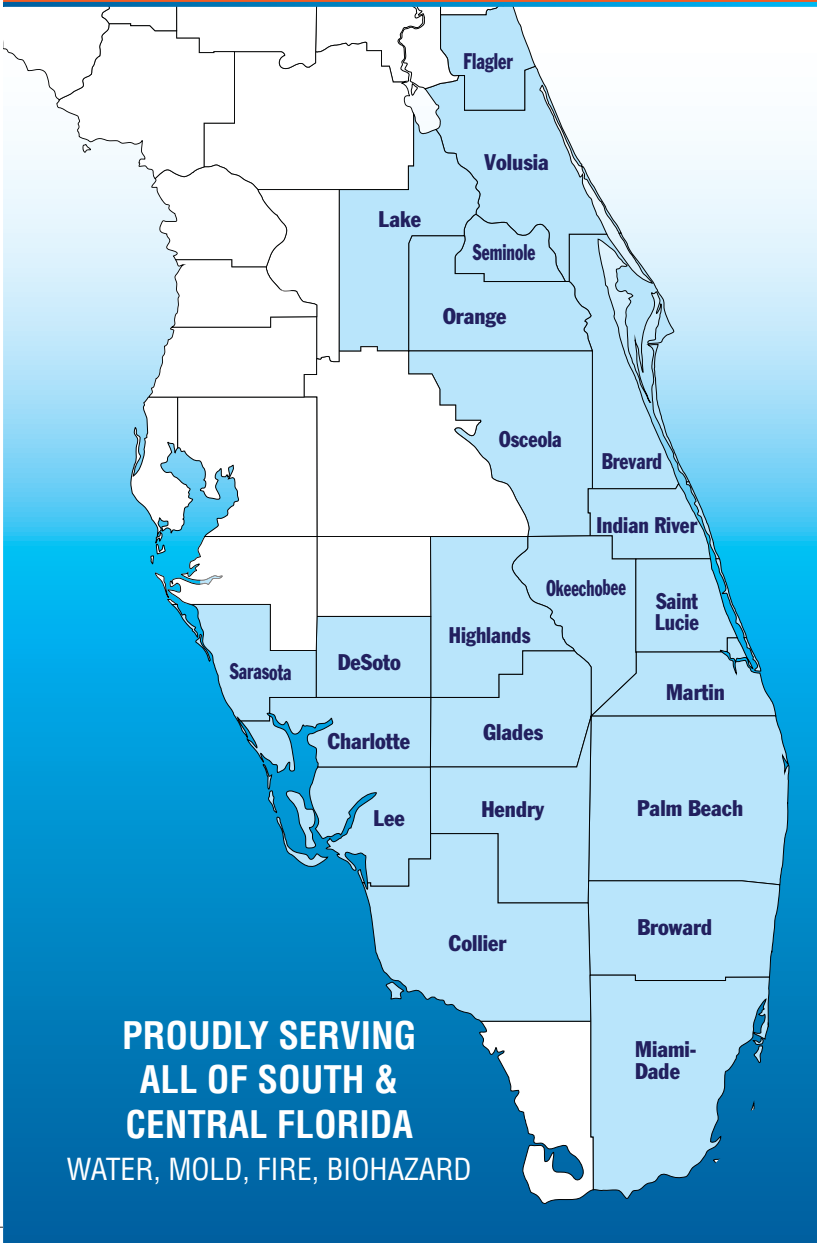 Flagler
Volusia
Lake
Seminole
Orange
Osceola
Brevard
Indian River
Okeechobee
Saint
Lucie
Highlands
DeSoto
Sarasota
Martin
Glades
Charlotte
Hendry
Palm Beach
Lee
Broward
Collier
Miami-
Dade
PROUDLY SERVING
ALL OF SOUTH &
CENTRAL FLORIDA
WATER, MOLD, FIRE, BIOHAZARD